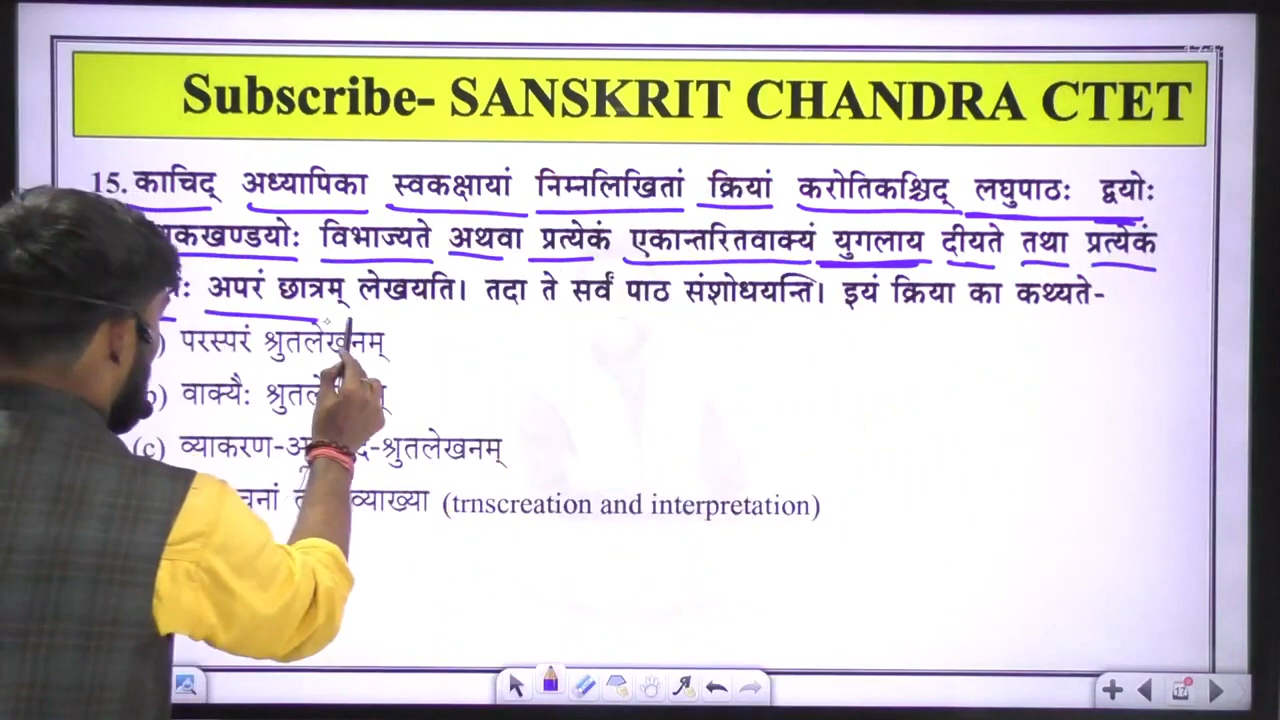 Subscribe- SANSKRIT CHANDRA CTET
15. काचिद् अध्यापिका स्वकक्षायां निम्नलिखितां क्रियां करोतिकश्चिद् लघुपाठः द्वयोः
विभाज्यते अथवा प्रत्येकं एकान्तरितवाक्यं युगलाय दीयते तथा प्रत्येकं
अपरं छात्रम् लेखयति। तदा ते सर्वं पाठ संशोधयन्ति। इयं क्रिया का कथ्यते-
परस्परं श्रुतलेखनम्
b) वाक्यैः
(c) व्याकरण-
-श्रुतलेखनम्
व्याख्या (trnscreation and interpretation)